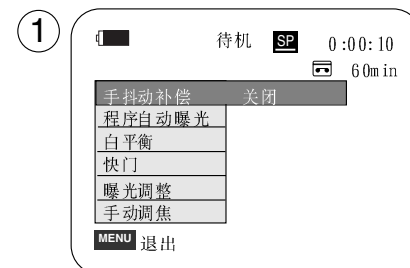 1
待机 SP 0:00:10
60min
手抖动补偿 关闭
程序自动曝光
白平衡
快门
曝光调整
手动调焦
MENU 退出